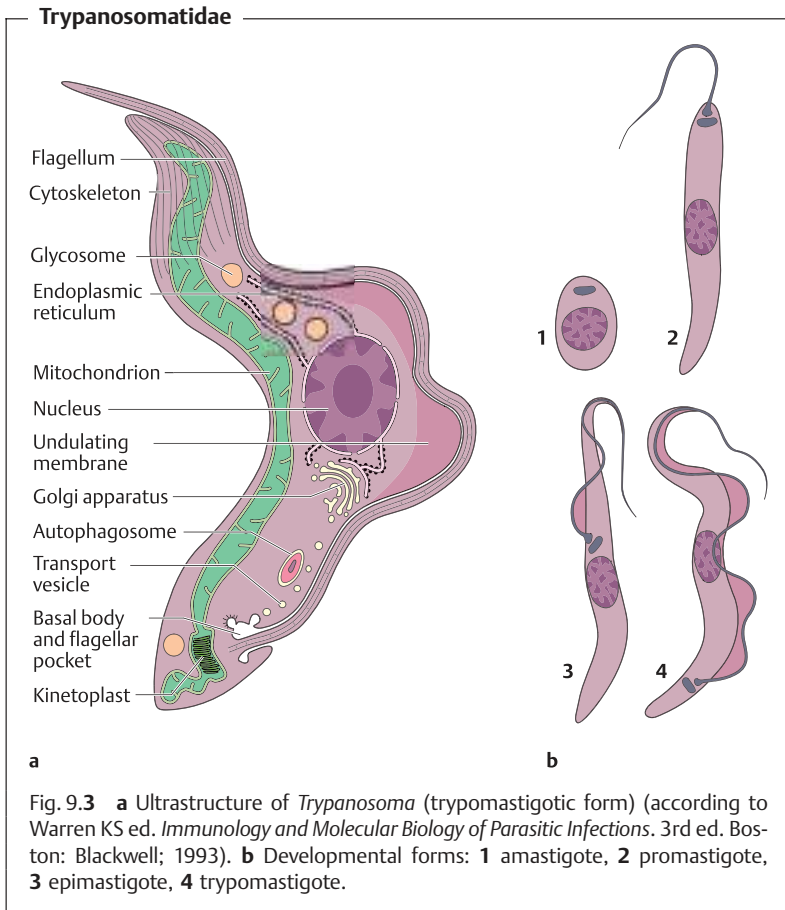 Trypanosomatidae
Flagellum
Cytoskeleton
Glycosome
Endoplasmic
reticulum
Mitochondrion
Nucleus
Undulating
membrane
Golgi apparatus
Autophagosome
Transport
vesicle
Basal body
and flagellar
pocket
Kinetoplast
a
1
2
3
4
b
Fig. 9.3 a Ultrastructure of Trypanosoma (trypomastigotic form) (according to
Warren KS ed. Immunology and Molecular Biology of Parasitic Infections. 3rd ed. Bos-
ton: Blackwell; 1993). b Developmental forms: 1 amastigote, 2 promastigote,
3 epimastigote, 4 trypomastigote.